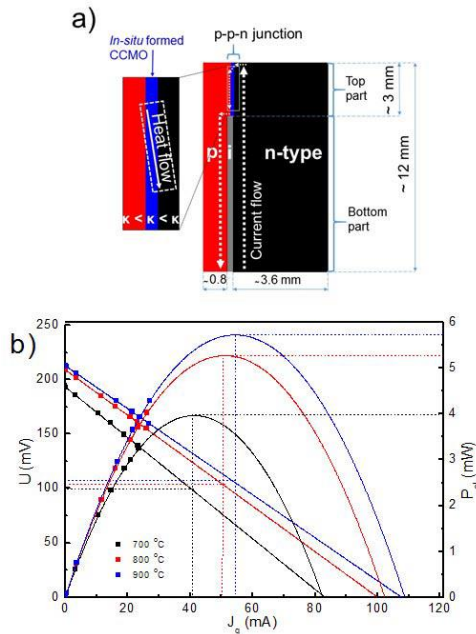 a)
In-situ formed
CCMO
p-p-n junction
Heat flow
κ < κ < κ
p
i
n-type
Current flow
Top
part
~ 3 mm
~ 12 mm
Bottom
part
~0.8
~3.6 mm
b)
250
200
150
100
50
0
U (mV)
6
5
4
3
2
1
0
(mW)
700 °C
800 °C
900 °C
0 20 40 60 80 100 120
(mA)